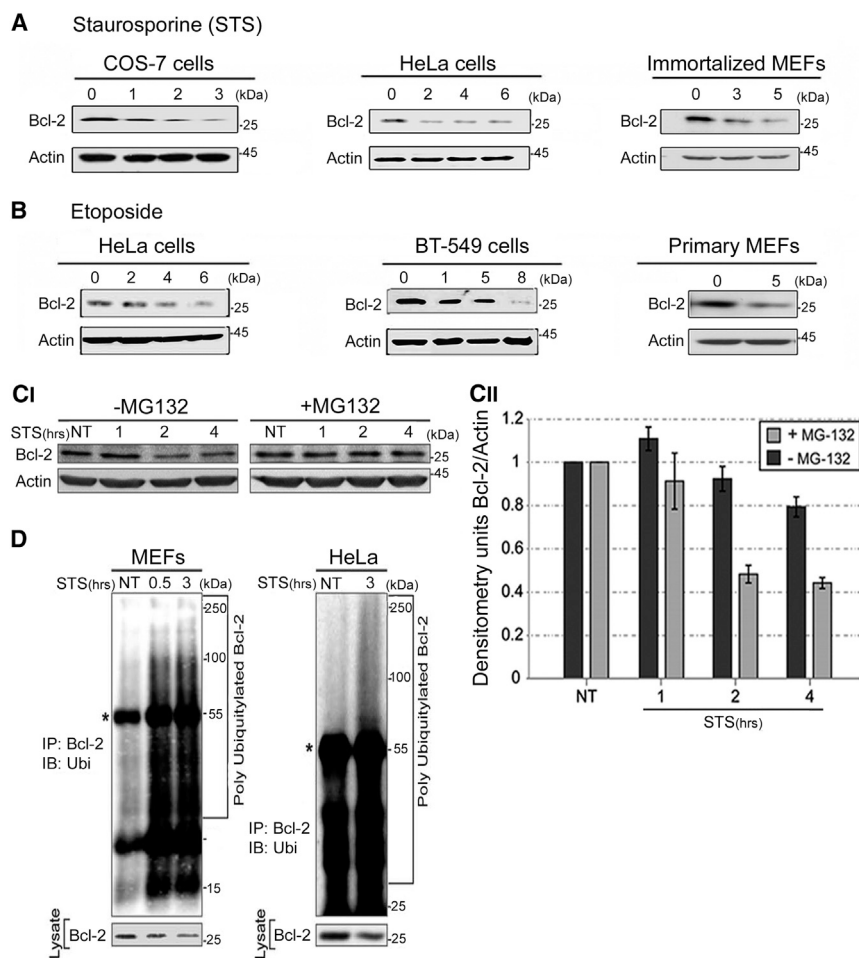 A Staurosporine (STS)
COS-7 cells
0 1 2 3 (kDa)
Bcl-2 -25
Actin -45
HeLa cells
0 2 4 6 (kDa)
Bcl-2 -25
Actin -45
Immortalized MEFs
0 3 5 (kDa)
Bcl-2 -25
Actin -45
B Etoposide
HeLa cells
0 2 4 6 (kDa)
Bcl-2 -25
Actin -45
BT-549 cells
0 1 5 8 (kDa)
Bcl-2 -25
Actin -45
Primary MEFs
0 5 (kDa)
Bcl-2 -25
Actin -45
CI
-MG132 +MG132
STS(hrs) NT 1 2 4 NT 1 2 4 (kDa)
Bcl-2 -25
Actin -45
CII
Densitometry units Bcl-2/Actin
1.2
1
0.8
0.6
0.4
0.2
0
+ MG-132
- MG-132
NT 1 2 4
STS(hrs)
D
MEFs
STS(hrs) NT 0.5 3 (kDa)
250
-100
* -55
IP: Bcl-2
IB: Ubi
-
-15
Poly Ubiquitylated Bcl-2
Lysate
Bcl-2 -25
HeLa
STS(hrs) NT 3 (kDa)
250
100
* - 55
IP: Bcl-2
IB: Ubi
-25
Poly Ubiquitylated Bcl-2
Lysate
Bcl-2 -25